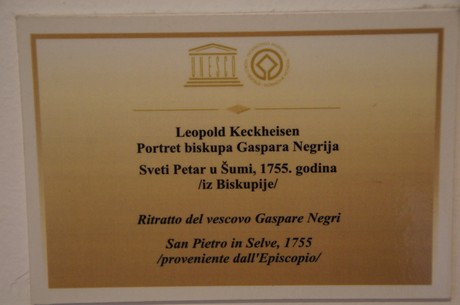 UNESCO
Leopold Keckheisen
Portret biskupa Gaspara Negrija
Sveti Petar u Šumi, 1755. godina
/iz Biskupije/
Ritratto del vescovo Gaspare Negri
San Pietro in Selve, 1755
/proveniente dall'Episcopio/